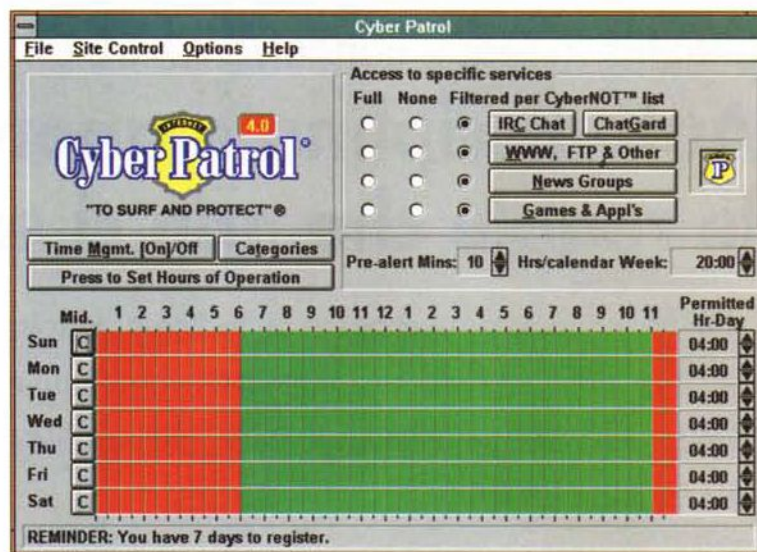 Cyber Patrol
File Site Control Options Help
INTERNET
4.0
Cyber Patrol®
"TO SURF AND PROTECT"®
Access to specific services
Full None Filtered per CyberNOT™ list
IRC Chat ChatGard
WWW, FTP & Other
News Groups
Games & Appl's
P
Time Mgmt. [On]/Off Categories
Press to Set Hours of Operation
Pre-alert Mins: 10 Hrs/calendar Week: 20:00
Mid. 1 2 3 4 5 6 7 8 9 10 11 12 1 2 3 4 5 6 7 8 9 10 11 Permitted Hr-Day
Sun C 04:00
Mon C 04:00
Tue C 04:00
Wed C 04:00
Thu C 04:00
Fri C 04:00
Sat C 04:00
REMINDER: You have 7 days to register.